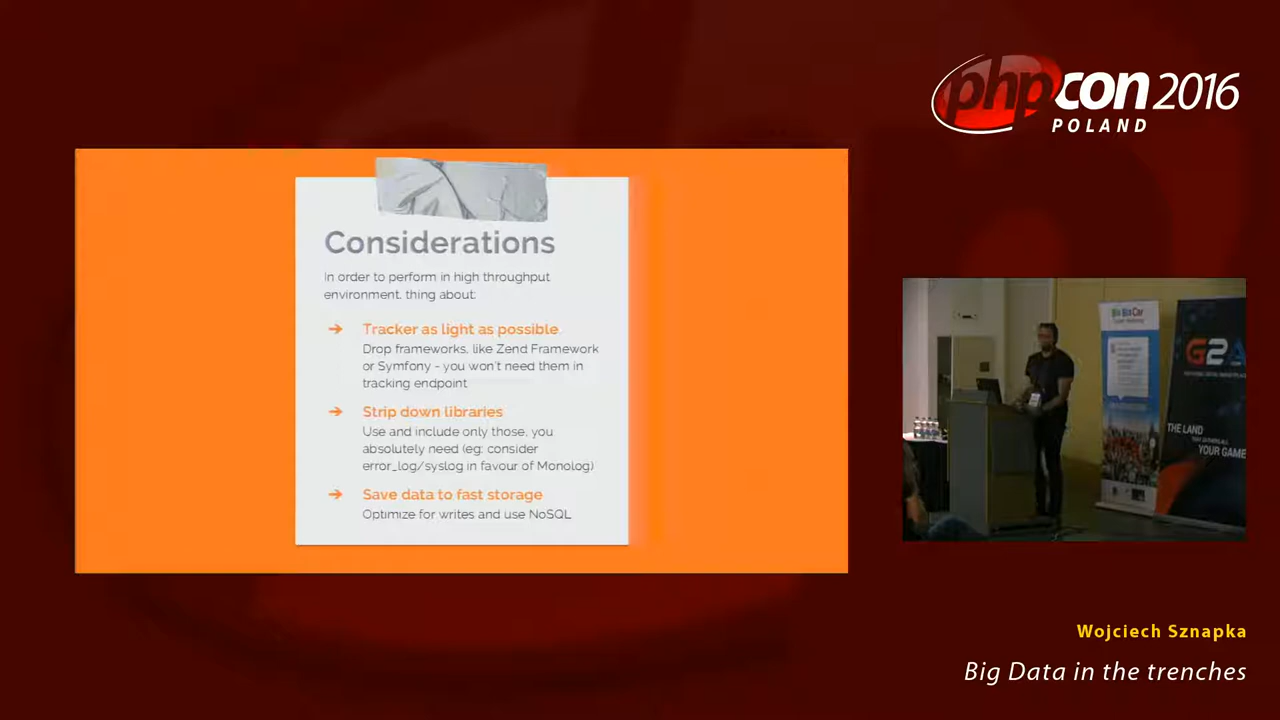 phpcon 2016
POLAND
Considerations
In order to perform in high throughput
environment, thing about:
→ Tracker as light as possible
Drop frameworks, like Zend Framework
or Symfony - you won't need them in
tracking endpoint
→ Strip down libraries
Use and include only those, you
absolutely need (eg: consider
error_log/syslog in favour of Monolog)
→ Save data to fast storage
Optimize for writes and use NoSQL
G2A
THE LAND
YOUR GAME
Wojciech Sznapka
Big Data in the trenches